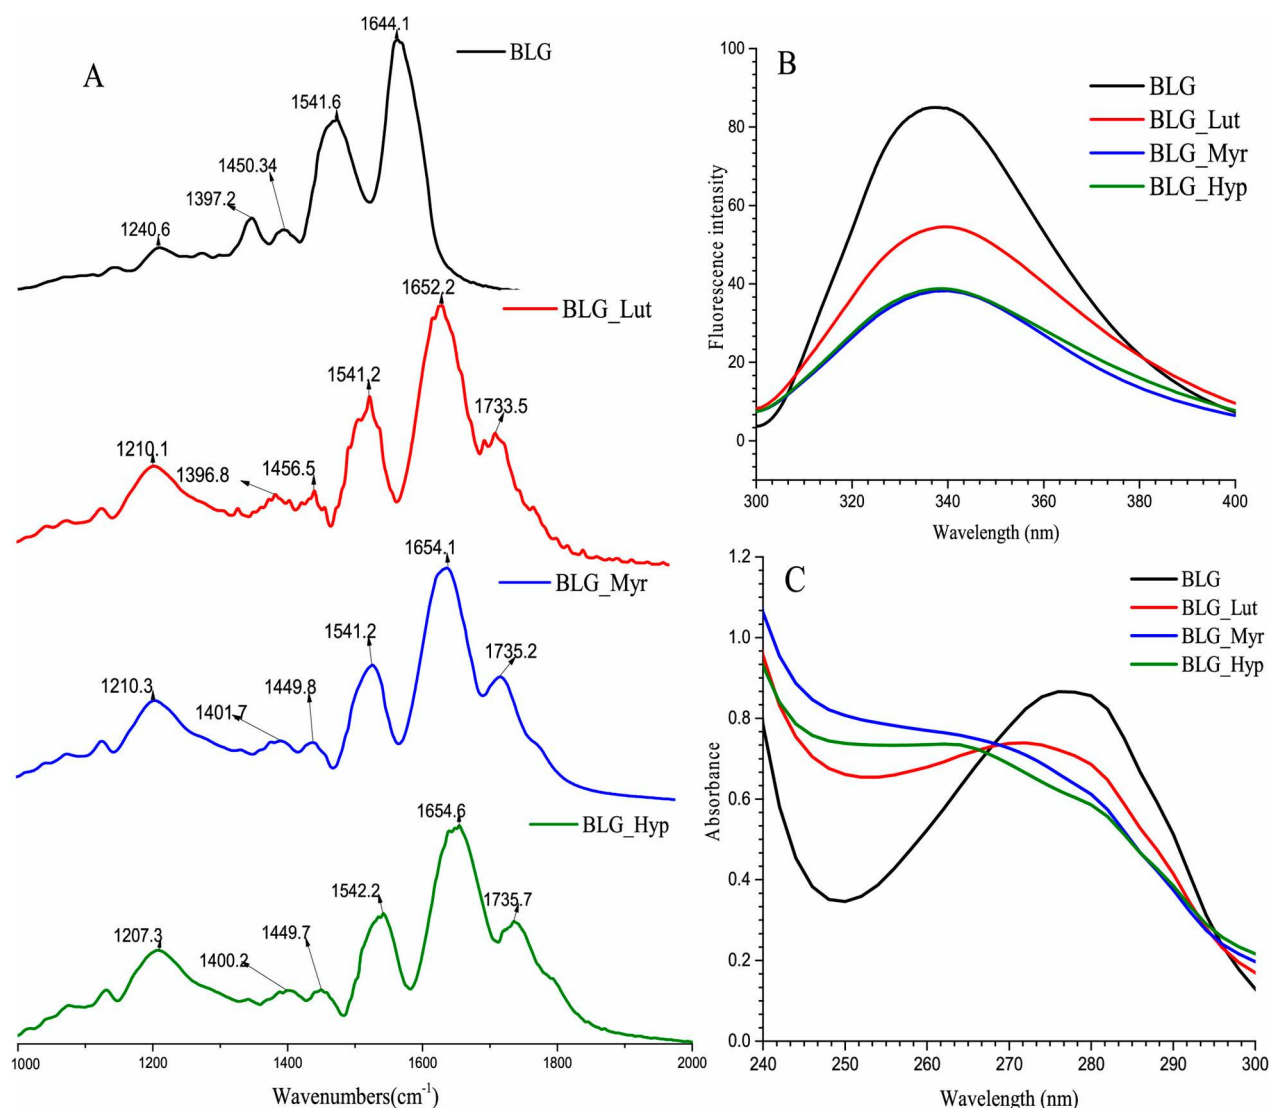 A
1644.1
BLG
1541.6
1450.34
1397.2
1240.6
1652.2
BLG_Lut
1541.2
1733.5
1210.1
1396.8
1456.5
1654.1
BLG_Myr
1541.2
1735.2
1210.3
1401.7
1449.8
1654.6
BLG_Hyp
1542.2
1735.7
1207.3
1400.2
1449.7
1000 1200 1400 1600 1800 2000
Wavenumbers(cm⁻¹)
B
BLG
BLG_Lut
BLG_Myr
BLG_Hyp
100
80
60
40
20
0
Fluorescence intensity
300 320 340 360 380 400
Wavelength (nm)
C
BLG
BLG_Lut
BLG_Myr
BLG_Hyp
1.2
1.0
0.8
0.6
0.4
0.2
0.0
Absorbance
240 250 260 270 280 290 300
Wavelength (nm)